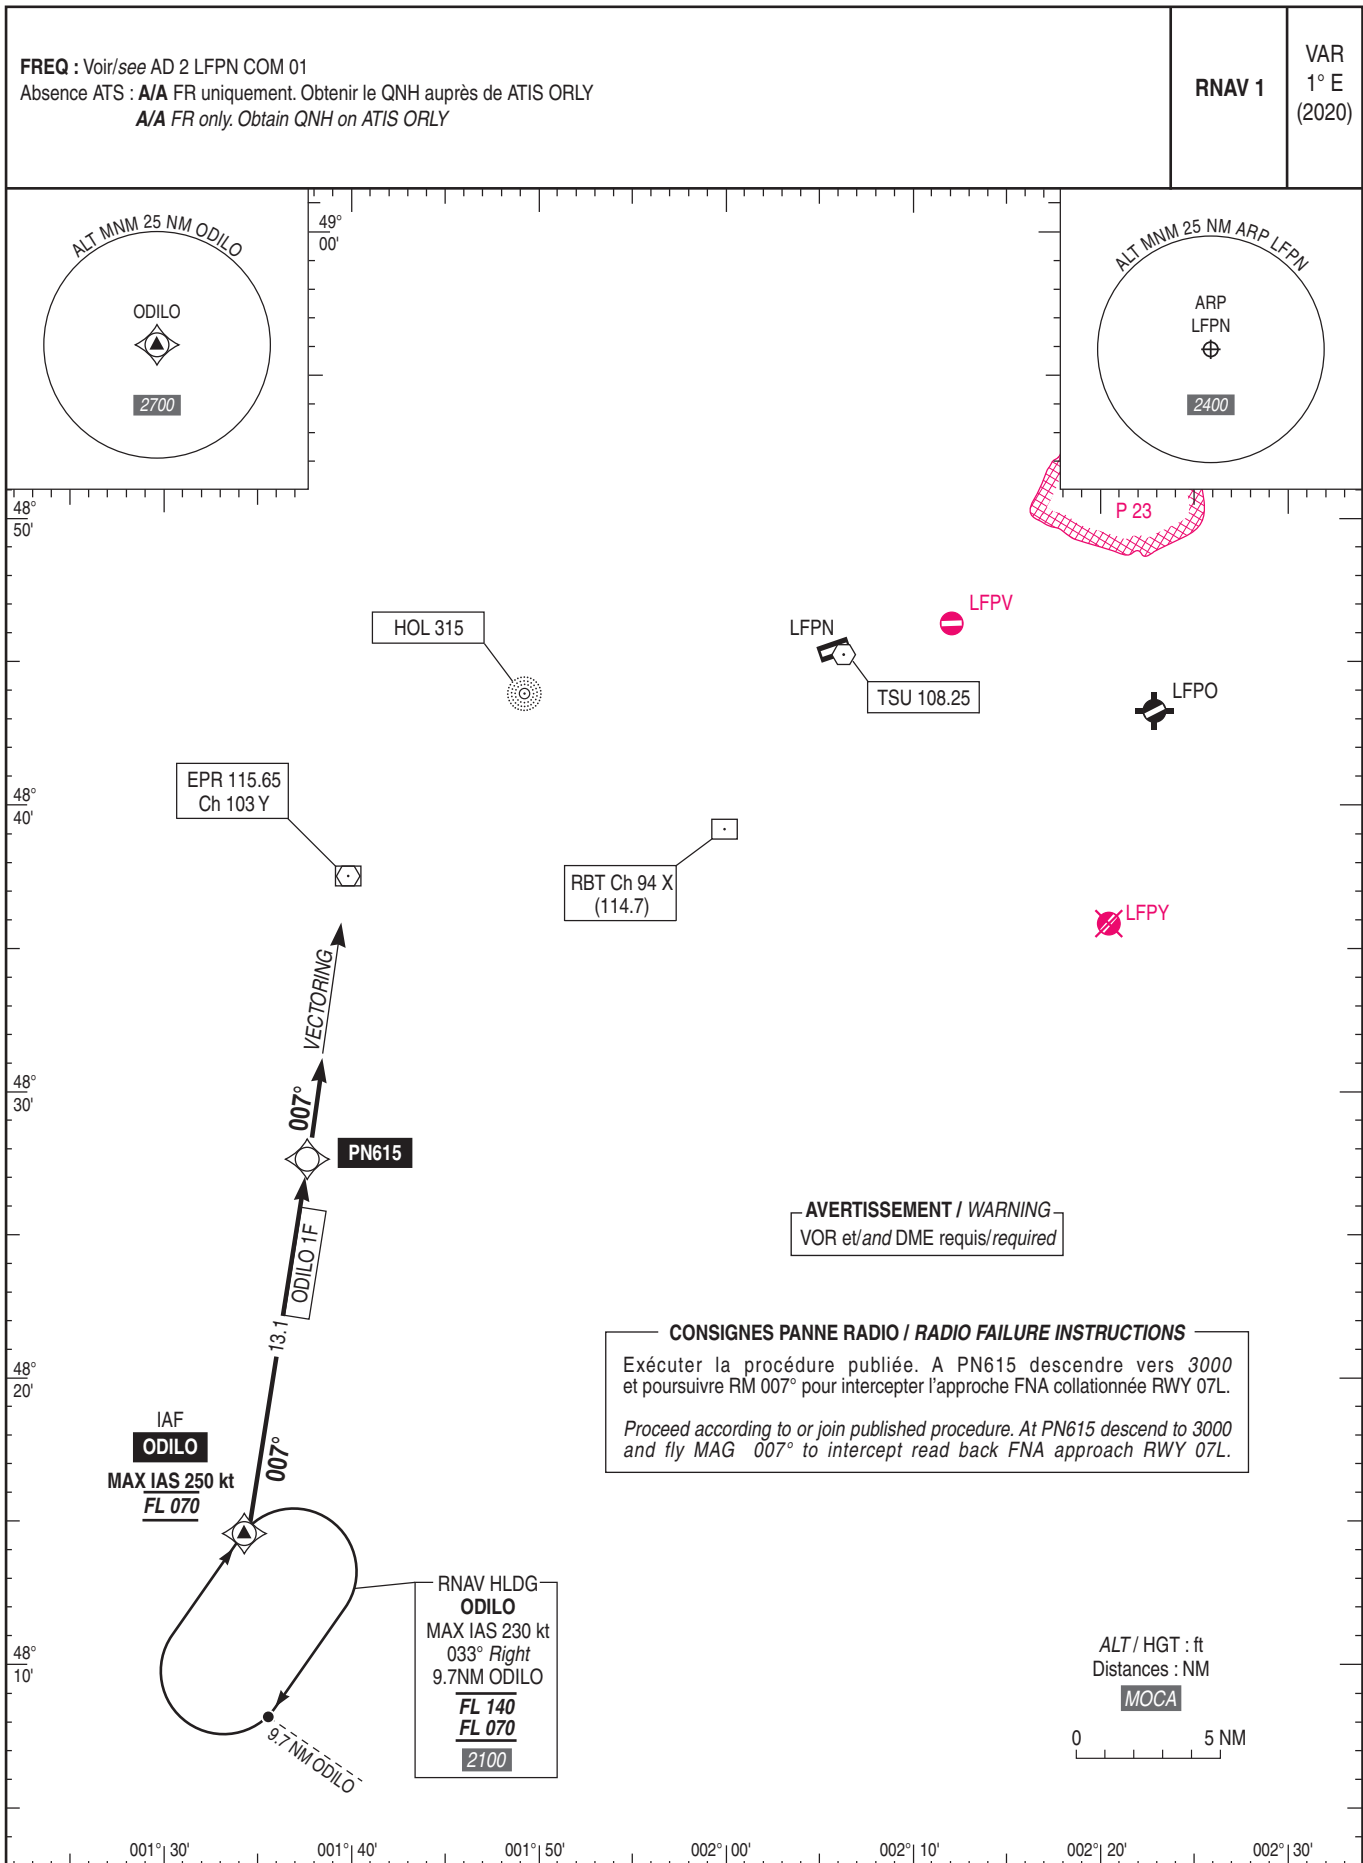 FREQ : Voir/see AD 2 LFPN COM 01
Absence ATS : A/A FR uniquement. Obtenir le QNH auprès de ATIS ORLY
A/A FR only. Obtain QNH on ATIS ORLY
RNAV 1
VAR
1° E
(2020)
ALT MNM 25 NM ODILO
ODILO
2700
49°
00'
ALT MNM 25 NM ARP LFPN
ARP
LFPN
2400
48°
50'
P 23
HOL 315
LFPN
LFPV
TSU 108.25
LFPO
EPR 115.65
Ch 103 Y
48°
40'
RBT Ch 94 X
(114.7)
LFPY
VECTORING
48°
30'
007°
PN615
ODILO 1F
AVERTISSEMENT / WARNING
VOR et/and DME requis/required
13.1
CONSIGNES PANNE RADIO / RADIO FAILURE INSTRUCTIONS
Exécuter la procédure publiée. A PN615 descendre vers 3000
et poursuivre RM 007° pour intercepter l'approche FNA collationnée RWY 07L.
Proceed according to or join published procedure. At PN615 descend to 3000
and fly MAG 007° to intercept read back FNA approach RWY 07L.
48°
20'
IAF
ODILO
MAX IAS 250 kt
FL 070
007°
RNAV HLDG
ODILO
MAX IAS 230 kt
033° Right
9.7NM ODILO
FL 140
FL 070
2100
48°
10'
9.7 NM ODILO
ALT / HGT : ft
Distances : NM
MOCA
0 5 NM
001° 30' 001° 40' 001° 50' 002° 00' 002° 10' 002° 20' 002° 30'